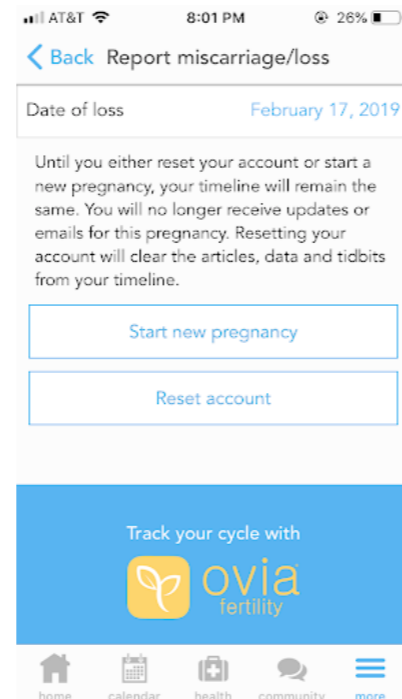 AT&T 8:01 PM 26%
Back Report miscarriage/loss
Date of loss February 17, 2019
Until you either reset your account or start a
new pregnancy, your timeline will remain the
same. You will no longer receive updates or
emails for this pregnancy. Resetting your
account will clear the articles, data and tidbits
from your timeline.
Start new pregnancy
Reset account
Track your cycle with
ovia
fertility
home calendar health community more